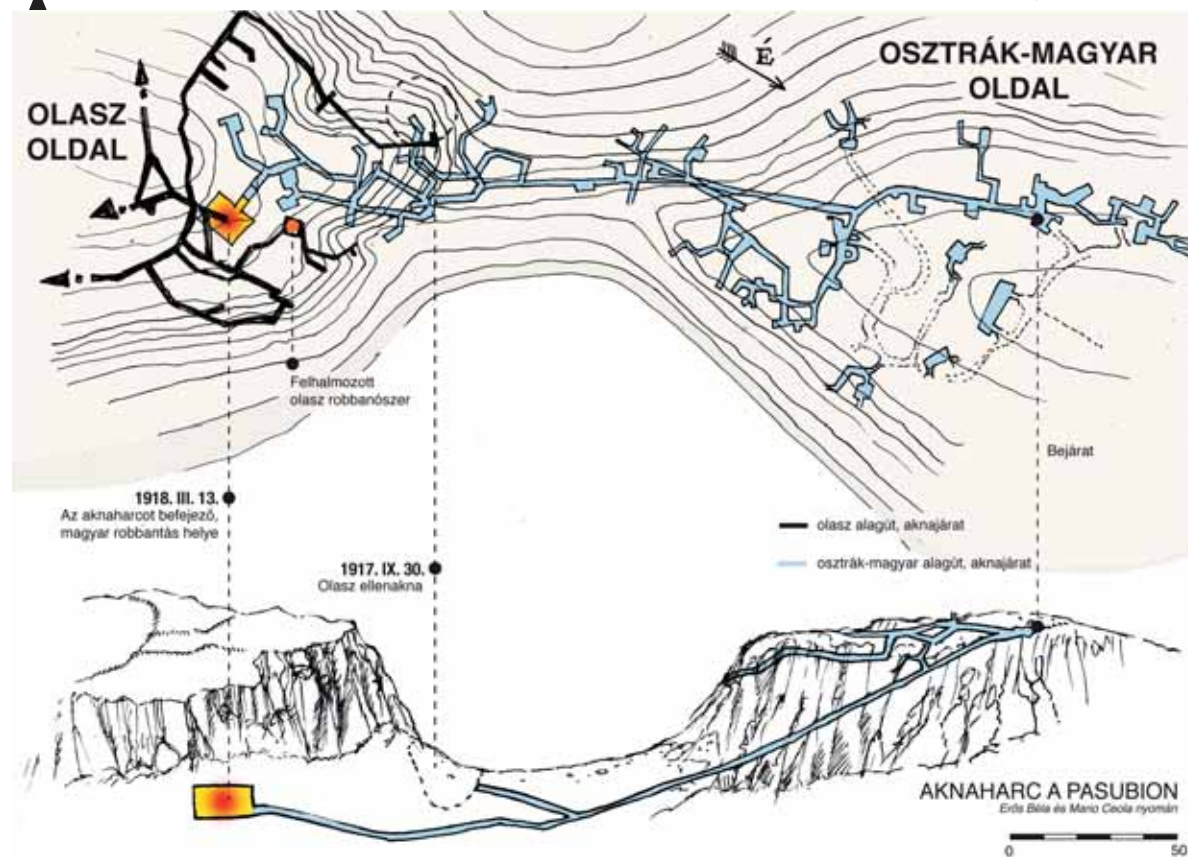 OLASZ
OLDAL
É
OSZTRÁK-MAGYAR
OLDAL
Felhalmozott
olasz robbanószer
Bejárat
1918. III. 13.
Az aknaharcot befejező,
magyar robbantás helye
1917. IX. 30.
Olasz ellenakna
olasz alagút, aknajárat
osztrák-magyar alagút, aknajárat
AKNAHARC A PASUBION
Erős Béla és Mario Ceola nyomán
0 50